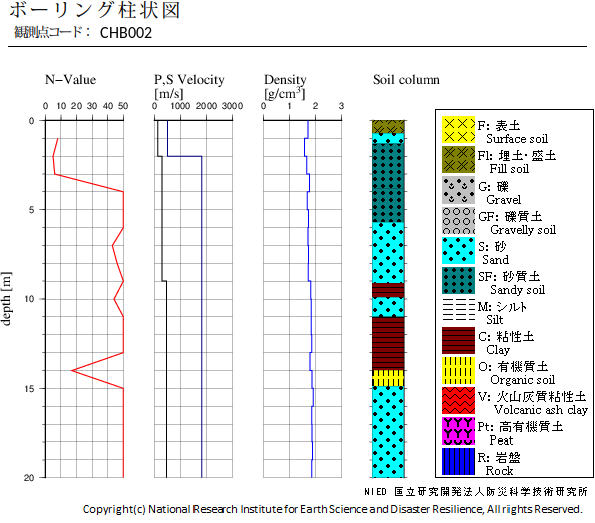 ボーリング柱状図
観測点コード: CHB002
N-Value
P,S Velocity
[m/s]
Density
[g/cm³]
Soil column
0 10 20 30 40 50
0 1000 2000 3000
0 1 2 3
depth [m]
0
5
10
15
20
F: 表土
Surface soil
Fl: 埋土・盛土
Fill soil
G: 礫
Gravel
GF: 礫質土
Gravelly soil
S: 砂
Sand
SF: 砂質土
Sandy soil
M: シルト
Silt
C: 粘性土
Clay
O: 有機質土
Organic soil
V: 火山灰質粘性土
Volcanic ash clay
Pt: 高有機質土
Peat
R: 岩盤
Rock
NIED 国立研究開発法人防災科学技術研究所
Copyright(c) National Research Institute for Earth Science and Disaster Resilience, All rights Reserved.